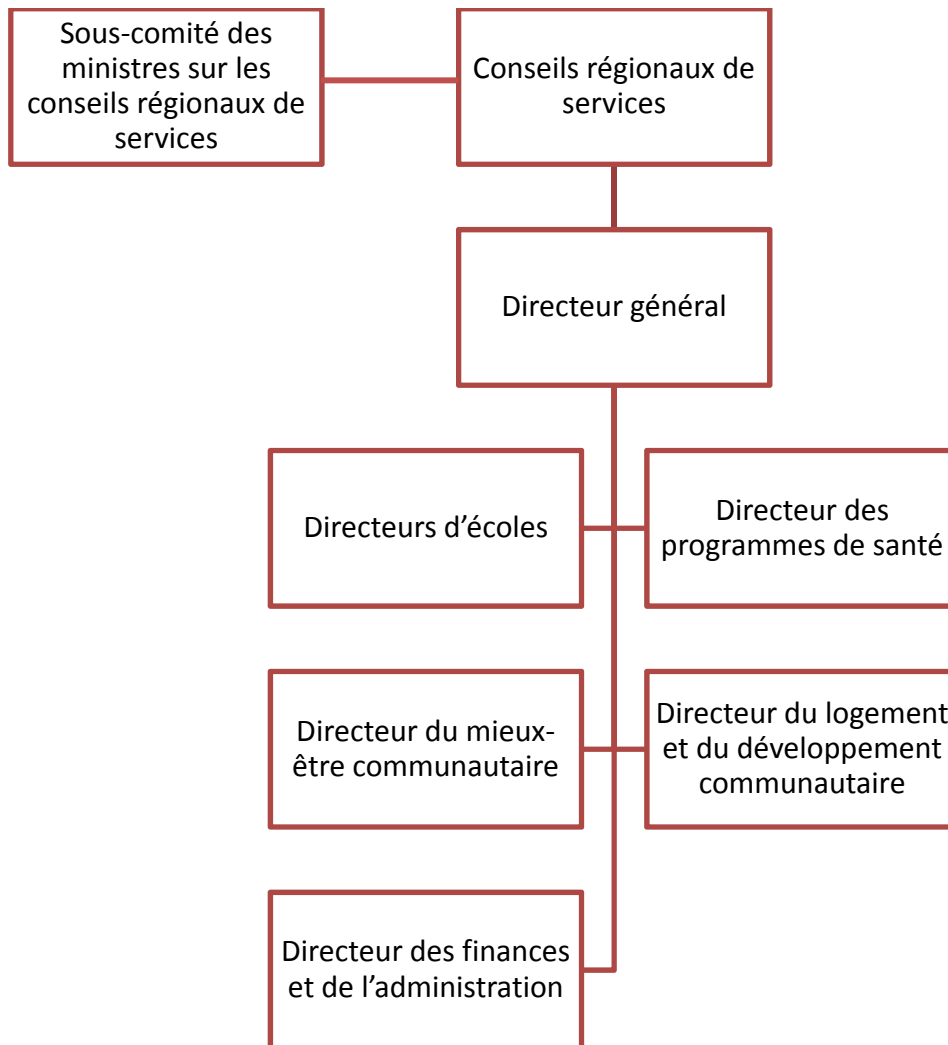 Sous-comité des
ministres sur les
conseils régionaux de
services
Conseils régionaux de
services
Directeur général
Directeurs d’écoles
Directeur des
programmes de santé
Directeur du mieux-
être communautaire
Directeur du logement
et du développement
communautaire
Directeur des finances
et de l’administration